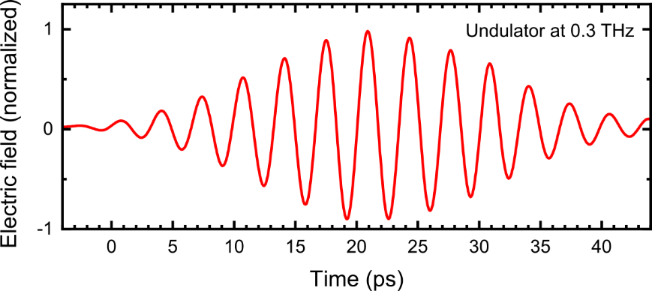 Undulator at 0.3 THz
Electric field (normalized)
1
0
-1
0 5 10 15 20 25 30 35 40
Time (ps)